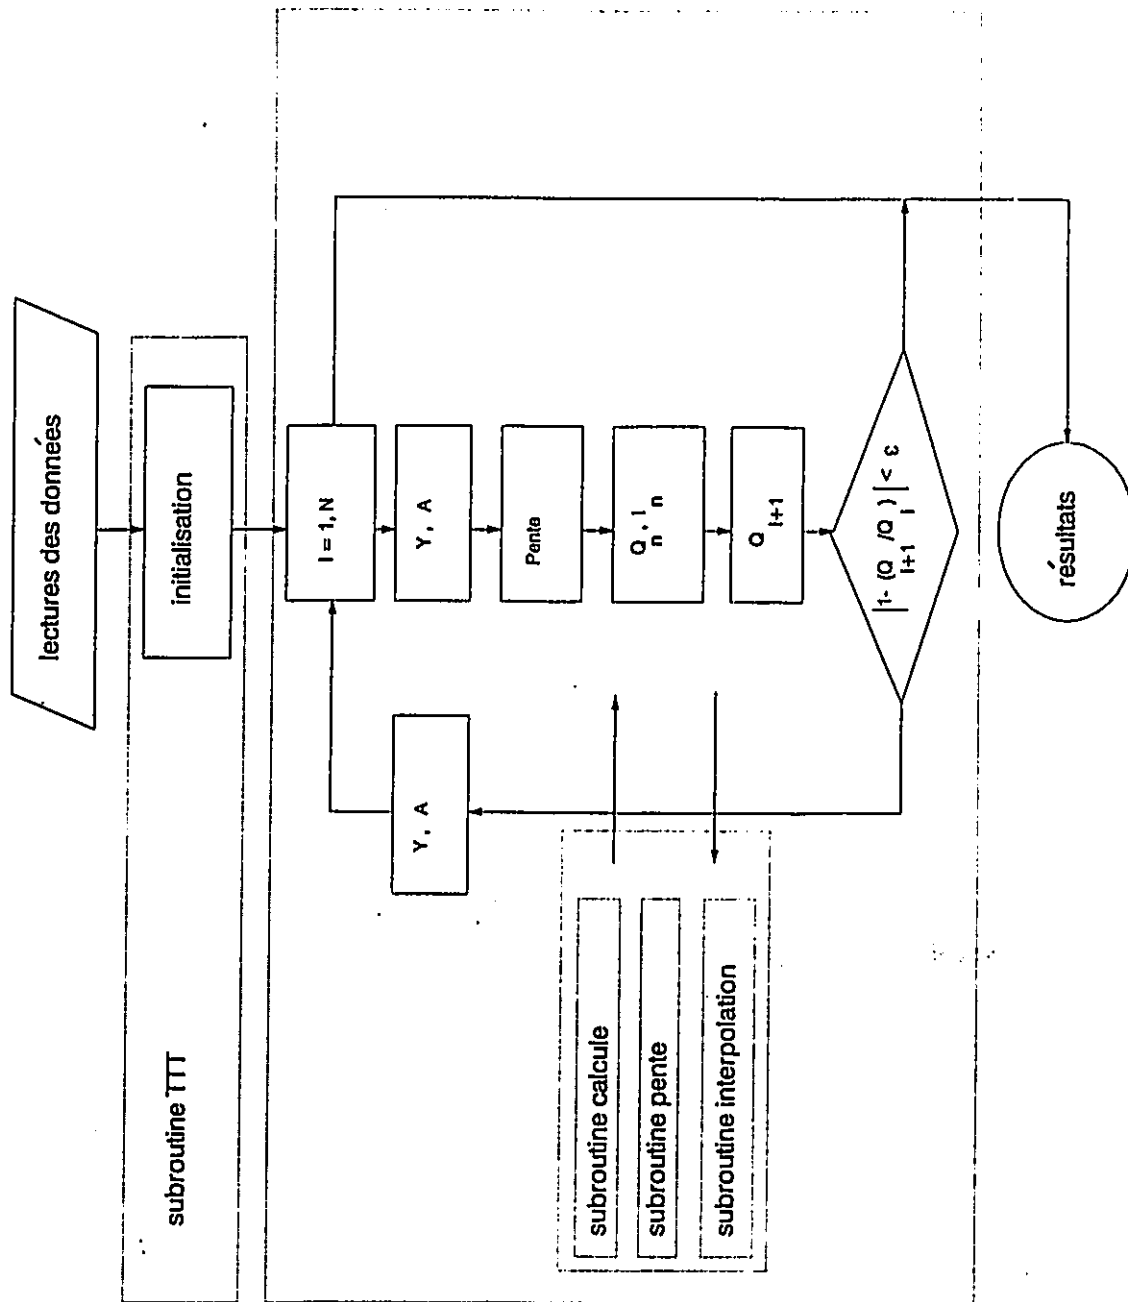 lectures des données
subroutine TTT
initialisation
I = 1, N
Y, A
Y, A
Pente
Q , I
n n
Q
I+1
|1- (Q /Q )| < ε
I+1 I
subroutine calcule
subroutine pente
subroutine interpolation
résultats